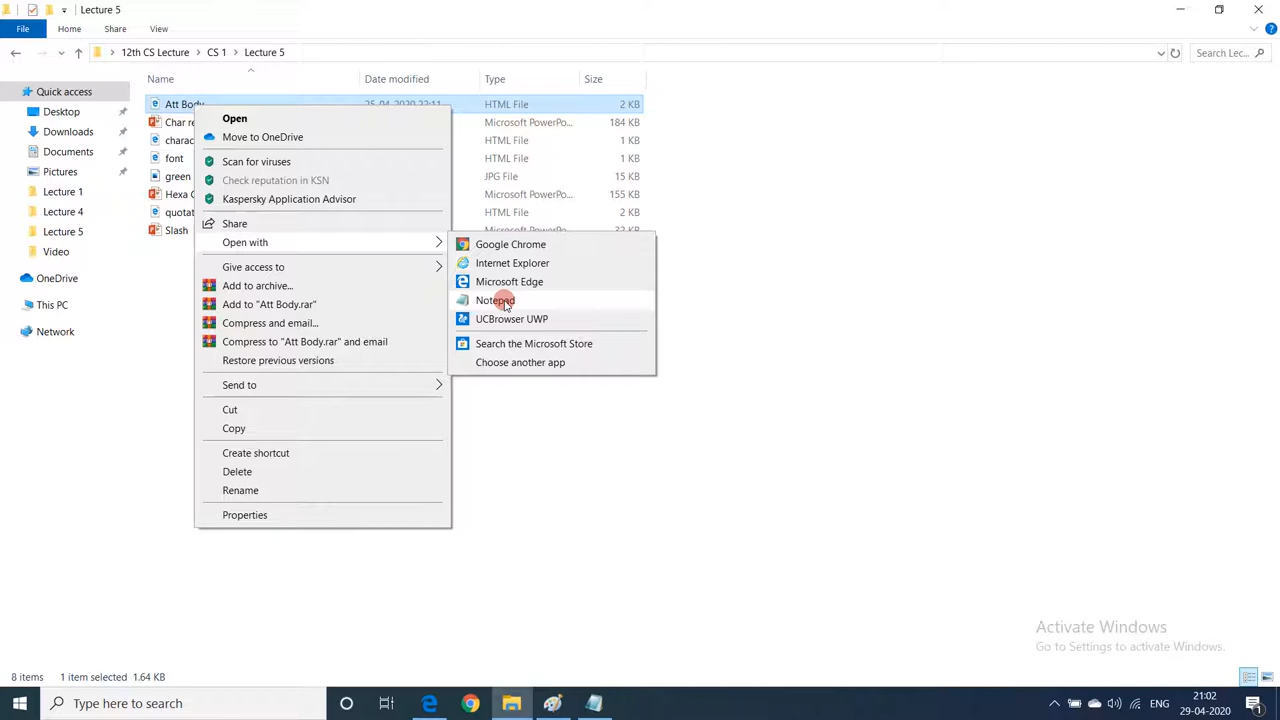 Lecture 5
File
Home
Share
View
12th CS Lecture
CS 1
Lecture 5
Search Lec...
Name
Date modified
Type
Size
Quick access
Desktop
Downloads
Documents
Pictures
Lecture 1
Lecture 4
Lecture 5
Video
OneDrive
This PC
Network
Att Body
HTML File
2 KB
Char re
Microsoft PowerPo...
184 KB
charac
HTML File
1 KB
font
HTML File
1 KB
green
JPG File
15 KB
Hexa
Microsoft PowerPo...
155 KB
quotat
HTML File
2 KB
Slash
Open
Move to OneDrive
Scan for viruses
Check reputation in KSN
Kaspersky Application Advisor
Share
Open with
Give access to
Add to archive...
Add to "Att Body.rar"
Compress and email...
Compress to "Att Body.rar" and email
Restore previous versions
Send to
Cut
Copy
Create shortcut
Delete
Rename
Properties
Google Chrome
Internet Explorer
Microsoft Edge
Notepad
UCBrowser UWP
Search the Microsoft Store
Choose another app
Activate Windows
Go to Settings to activate Windows.
8 items
1 item selected
1.64 KB
Type here to search
21:02
29-04-2020